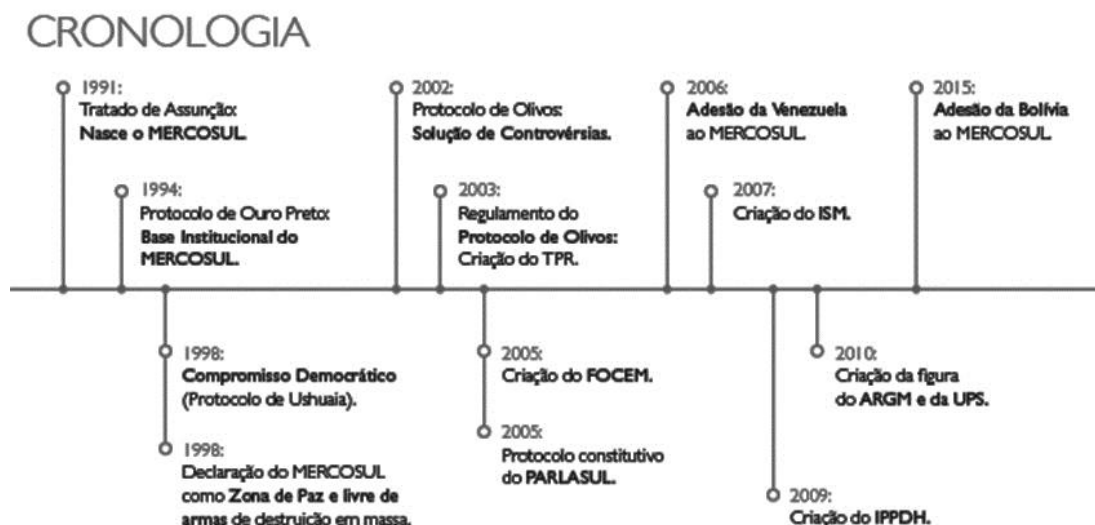 CRONOLOGIA
1991:
Tratado de Assunção:
Nasce o MERCOSUL.
1994:
Protocolo de Ouro Preto:
Base Institucional do
MERCOSUL.
1998:
Compromisso Democrático
(Protocolo de Ushuaia).
1998:
Declaração do MERCOSUL
como Zona de Paz e livre de
armas de destruição em massa.
2002:
Protocolo de Olivos:
Solução de Controvérsias.
2003:
Regulamento do
Protocolo de Olivos:
Criação do TPR.
2005:
Criação do FOCEM.
2005:
Protocolo constitutivo
do PARLASUL.
2006:
Adesão da Venezuela
ao MERCOSUL.
2007:
Criação do ISM.
2009:
Criação do IPPDH.
2010:
Criação da figura
do ARGM e da UPS.
2015:
Adesão da Bolívia
ao MERCOSUL.